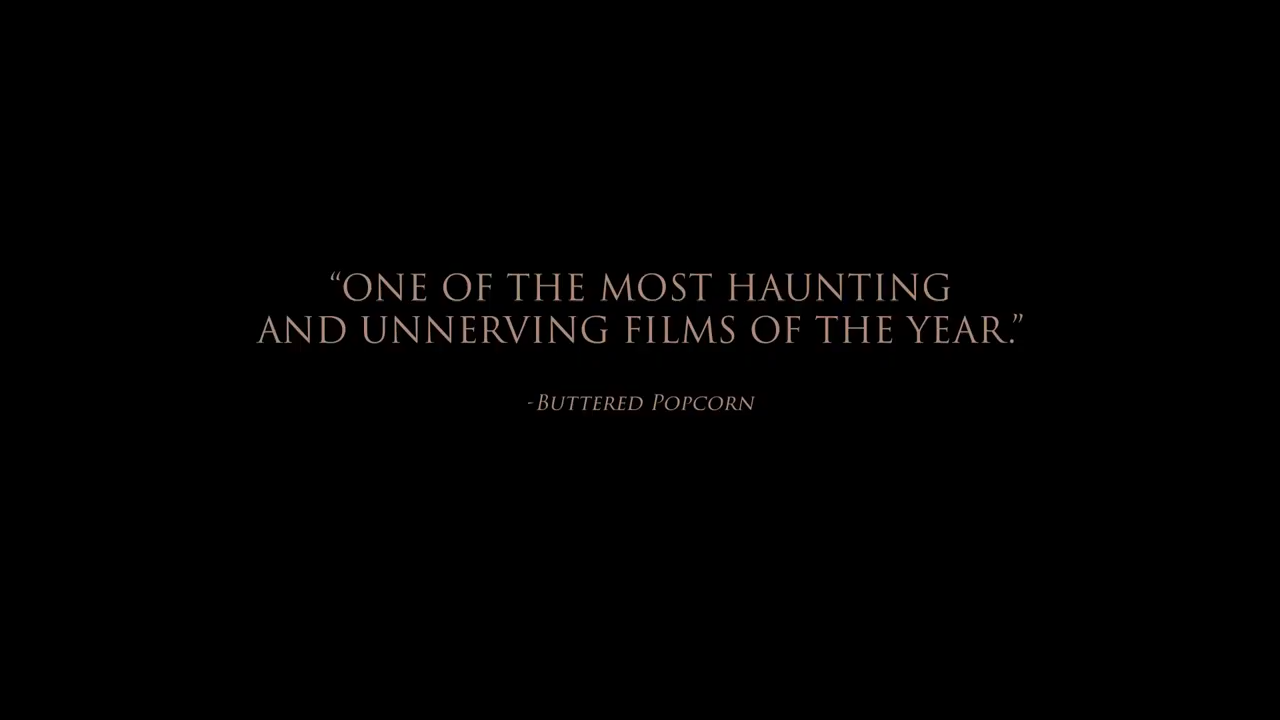 “ONE OF THE MOST HAUNTING
AND UNNERVING FILMS OF THE YEAR.”
-BUTTERED POPCORN